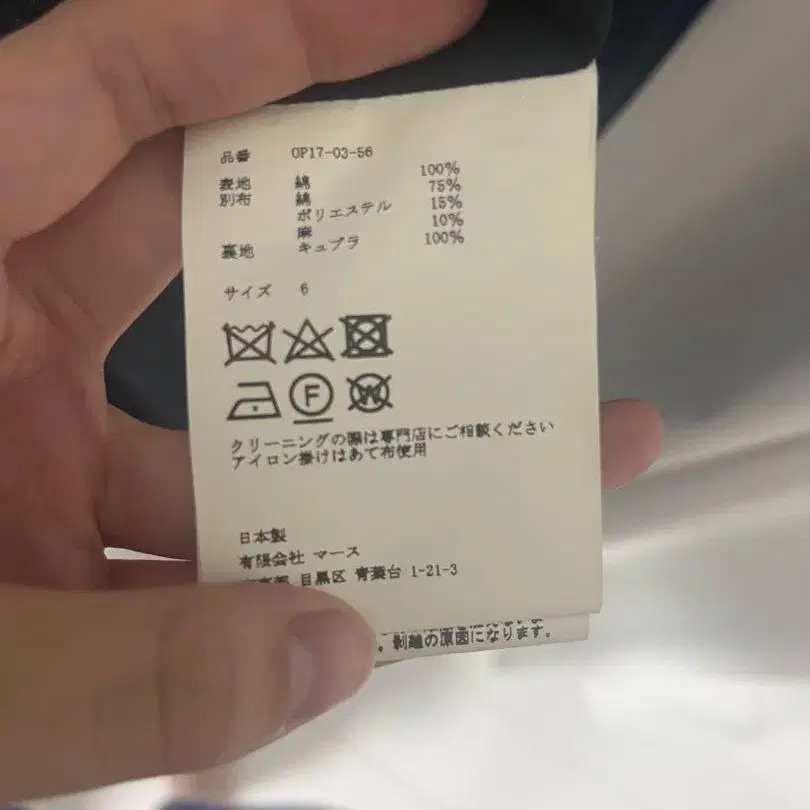 品番 OP17-03-56
表地 綿 100%
別布 綿 75%
ポリエステル 15%
麻 10%
裏地 キュプラ 100%
サイズ 6
F W
クリーニングの際は専門店にご相談ください
アイロン掛けはあて布使用
日本製
有限会社 マース
目黒区 青葉台 1-21-3
。剥離の原因になります。